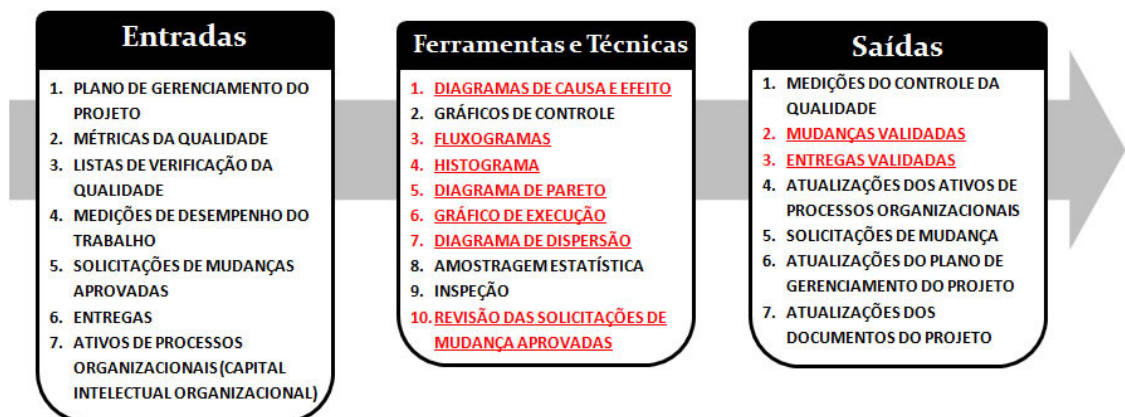 Entradas
1. PLANO DE GERENCIAMENTO DO
PROJETO
2. MÉTRICAS DA QUALIDADE
3. LISTAS DE VERIFICAÇÃO DA
QUALIDADE
4. MEDIÇÕES DE DESEMPENHO DO
TRABALHO
5. SOLICITAÇÕES DE MUDANÇAS
APROVADAS
6. ENTREGAS
7. ATIVOS DE PROCESSOS
ORGANIZACIONAIS(CAPITAL
INTELECTUAL ORGANIZACIONAL)
Ferramentas e Técnicas
1. DIAGRAMAS DE CAUSA E EFEITO
2. GRÁFICOS DE CONTROLE
3. FLUXOGRAMAS
4. HISTOGRAMA
5. DIAGRAMA DE PARETO
6. GRÁFICO DE EXECUÇÃO
7. DIAGRAMA DE DISPERSÃO
8. AMOSTRAGEM ESTATÍSTICA
9. INSPEÇÃO
10. REVISÃO DAS SOLICITAÇÕES DE
MUDANÇA APROVADAS
Saídas
1. MEDIÇÕES DO CONTROLE DA
QUALIDADE
2. MUDANÇAS VALIDADAS
3. ENTREGAS VALIDADAS
4. ATUALIZAÇÕES DOS ATIVOS DE
PROCESSOS ORGANIZACIONAIS
5. SOLICITAÇÕES DE MUDANÇA
6. ATUALIZAÇÕES DO PLANO DE
GERENCIAMENTO DO PROJETO
7. ATUALIZAÇÕES DOS
DOCUMENTOS DO PROJETO